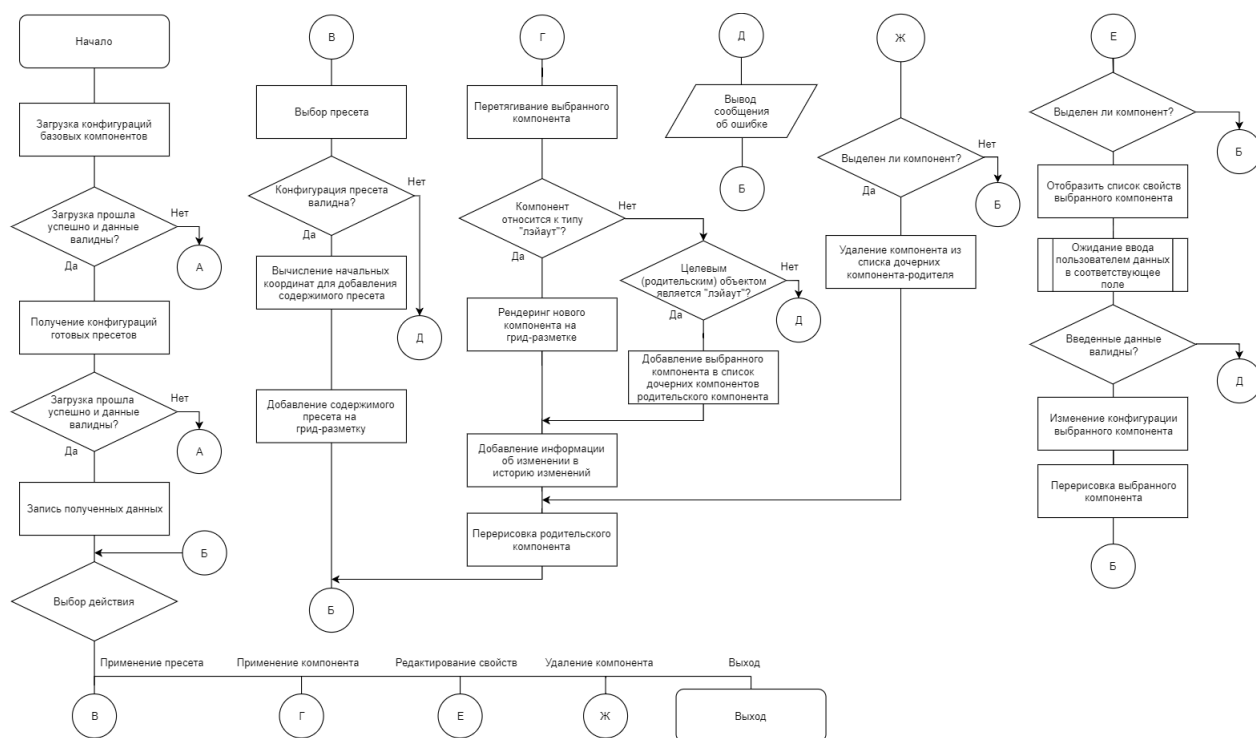 Начало
Загрузка конфигураций
базовых компонентов
Загрузка прошла
успешно и данные
валидны?
Нет
Да
А
Получение конфигураций
готовых пресетов
Загрузка прошла
успешно и данные
валидны?
Нет
Да
А
Запись полученных данных
Б
Выбор действия
Применение пресета
Применение компонента
Редактирование свойств
Удаление компонента
Выход
В
Г
Е
Ж
Выход
В
Выбор пресета
Конфигурация пресета
валидна?
Нет
Да
Вычисление начальных
координат для добавления
содержимого пресета
Д
Добавление содержимого
пресета на
грид-разметку
Б
Г
Перетягивание выбранного
компонента
Компонент
относится к типу
"лэйаут"?
Нет
Да
Целевым
(родительским) объектом
является "лэйаут"?
Нет
Да
Д
Рендеринг нового
компонента на
грид-разметке
Добавление выбранного
компонента в список
дочерних компонентов
родительского компонента
Добавление информации
об изменении в
историю изменений
Перерисовка родительского
компонента
Д
Вывод
сообщения
об ошибке
Б
Ж
Выделен ли компонент?
Нет
Да
Б
Удаление компонента из
списка дочерних
компонента-родителя
Е
Выделен ли компонент?
Б
Отобразить список свойств
выбранного компонента
Ожидание ввода
пользователем данных
в соответствующее
поле
Введенные данные
валидны?
Д
Изменение конфигурации
выбранного компонента
Перерисовка выбранного
компонента
Б